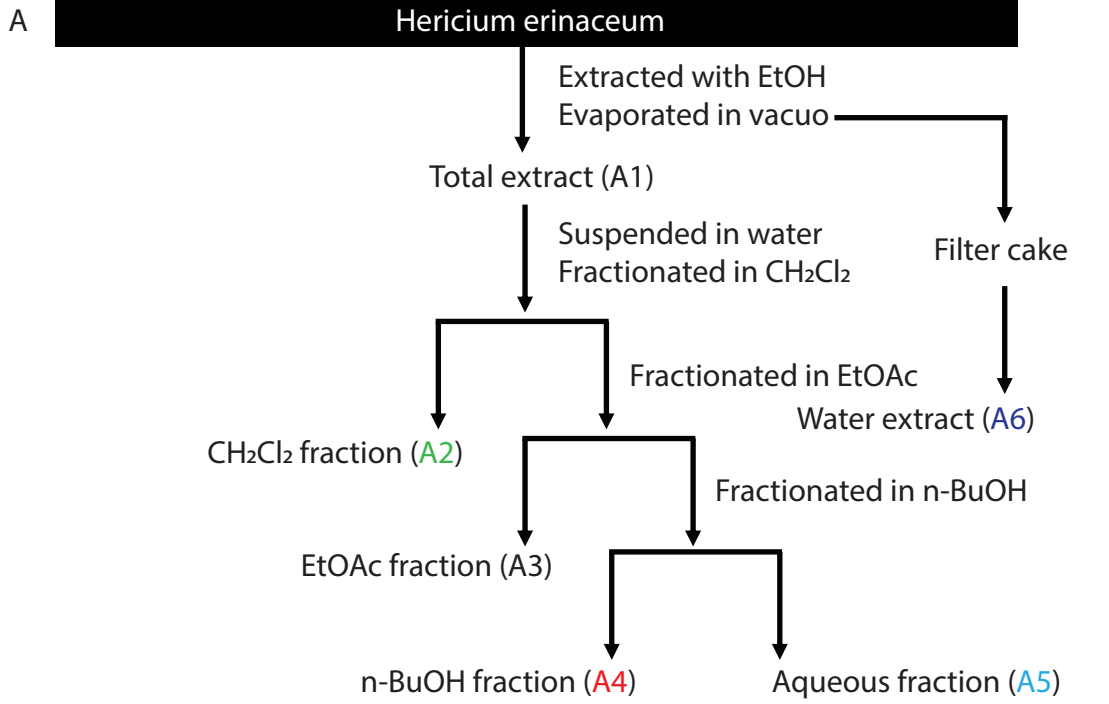 A
Hericium erinaceum
Extracted with EtOH
Evaporated in vacuo
Total extract (A1)
Suspended in water
Fractionated in CH₂Cl₂
Filter cake
Fractionated in EtOAc
Water extract (A6)
CH₂Cl₂ fraction (A2)
Fractionated in n-BuOH
EtOAc fraction (A3)
n-BuOH fraction (A4)
Aqueous fraction (A5)